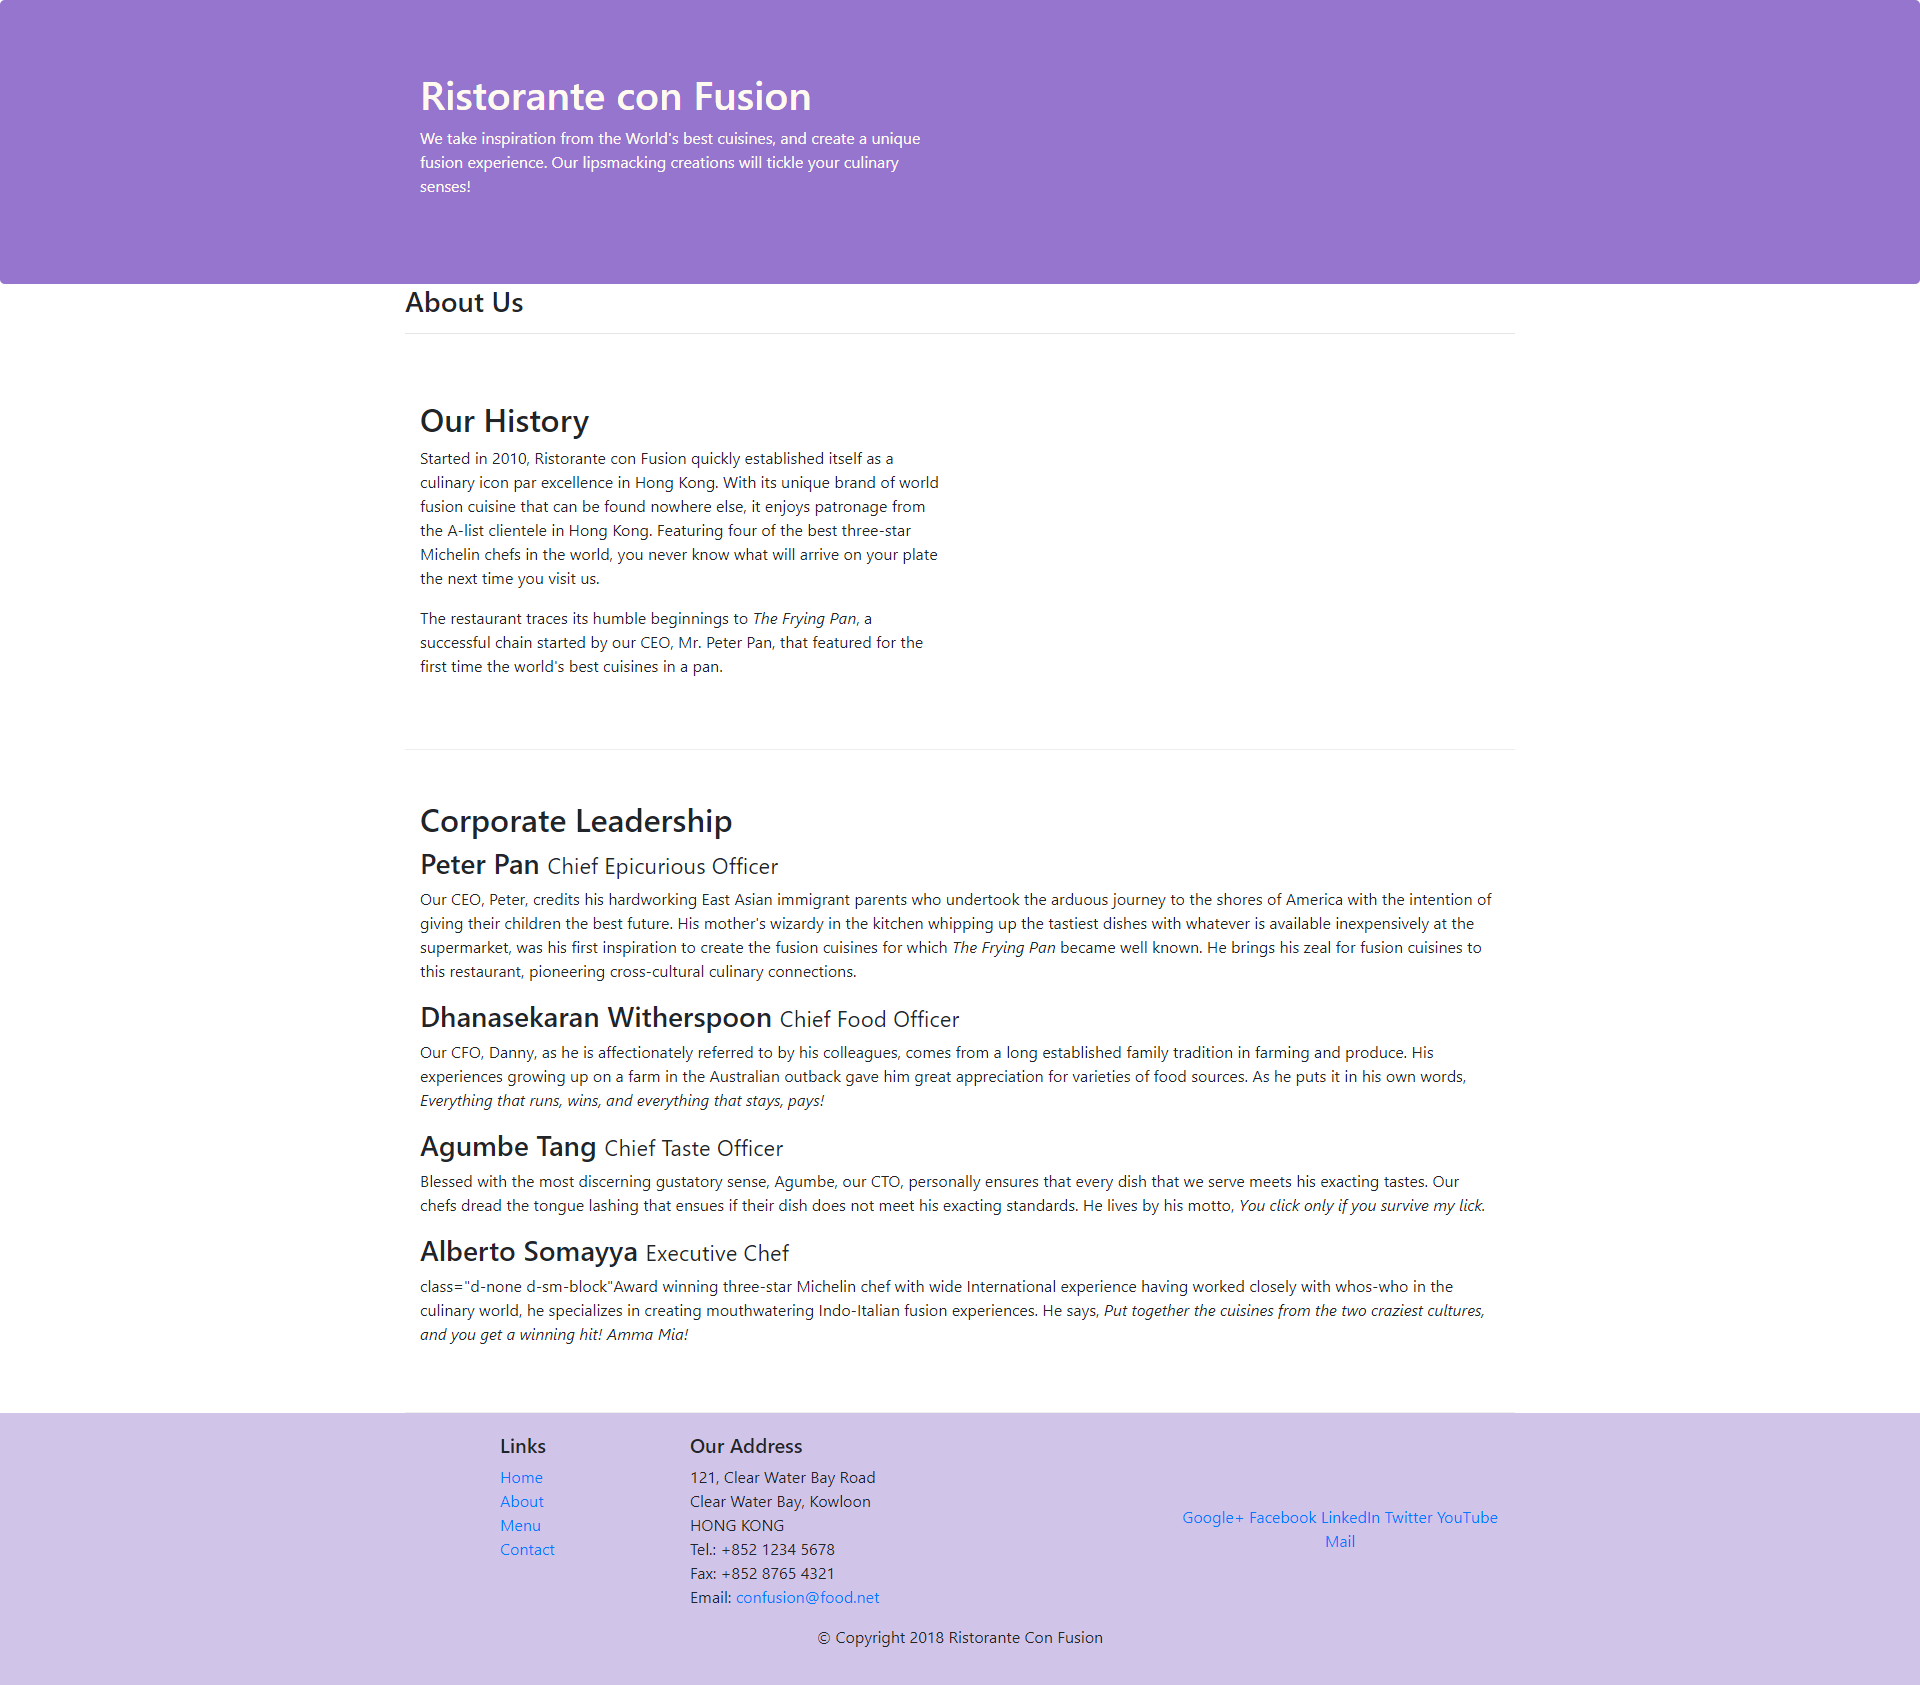 Ristorante con Fusion
We take inspiration from the World's best cuisines, and create a unique
fusion experience. Our lipsmacking creations will tickle your culinary
senses!
About Us
Our History
Started in 2010, Ristorante con Fusion quickly established itself as a
culinary icon par excellence in Hong Kong. With its unique brand of world
fusion cuisine that can be found nowhere else, it enjoys patronage from
the A-list clientele in Hong Kong. Featuring four of the best three-star
Michelin chefs in the world, you never know what will arrive on your plate
the next time you visit us.
The restaurant traces its humble beginnings to The Frying Pan, a
successful chain started by our CEO, Mr. Peter Pan, that featured for the
first time the world's best cuisines in a pan.
Corporate Leadership
Peter Pan Chief Epicurious Officer
Our CEO, Peter, credits his hardworking East Asian immigrant parents who undertook the arduous journey to the shores of America with the intention of
giving their children the best future. His mother's wizardy in the kitchen whipping up the tastiest dishes with whatever is available inexpensively at the
supermarket, was his first inspiration to create the fusion cuisines for which The Frying Pan became well known. He brings his zeal for fusion cuisines to
this restaurant, pioneering cross-cultural culinary connections.
Dhanasekaran Witherspoon Chief Food Officer
Our CFO, Danny, as he is affectionately referred to by his colleagues, comes from a long established family tradition in farming and produce. His
experiences growing up on a farm in the Australian outback gave him great appreciation for varieties of food sources. As he puts it in his own words,
Everything that runs, wins, and everything that stays, pays!
Agumbe Tang Chief Taste Officer
Blessed with the most discerning gustatory sense, Agumbe, our CTO, personally ensures that every dish that we serve meets his exacting tastes. Our
chefs dread the tongue lashing that ensues if their dish does not meet his exacting standards. He lives by his motto, You click only if you survive my lick.
Alberto Somayya Executive Chef
class="d-none d-sm-block"Award winning three-star Michelin chef with wide International experience having worked closely with whos-who in the
culinary world, he specializes in creating mouthwatering Indo-Italian fusion experiences. He says, Put together the cuisines from the two craziest cultures,
and you get a winning hit! Amma Mia!
Links
Home
About
Menu
Contact
Our Address
121, Clear Water Bay Road
Clear Water Bay, Kowloon
HONG KONG
Tel.: +852 1234 5678
Fax: +852 8765 4321
Email: confusion@food.net
Google+ Facebook LinkedIn Twitter YouTube
Mail
© Copyright 2018 Ristorante Con Fusion